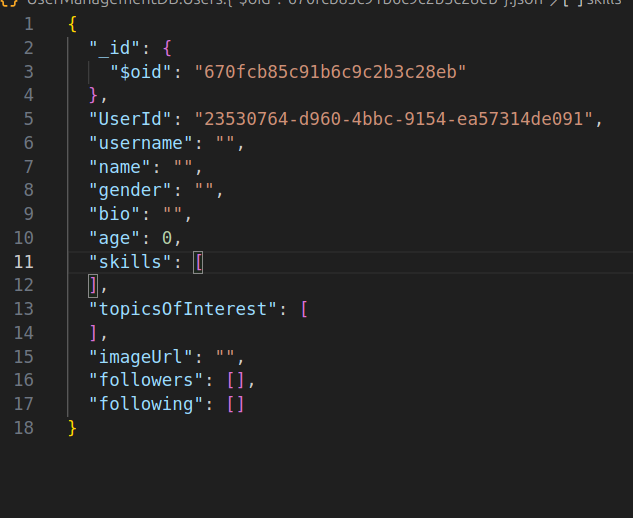 UserManagementDB.Users.{"$oid":"670fcb85c91b6c9c2b3c28eb"}.json > [ ] skills
1 {
2 "_id": {
3 "$oid": "670fcb85c91b6c9c2b3c28eb"
4 },
5 "UserId": "23530764-d960-4bbc-9154-ea57314de091",
6 "username": "",
7 "name": "",
8 "gender": "",
9 "bio": "",
10 "age": 0,
11 "skills": [
12 ],
13 "topicsOfInterest": [
14 ],
15 "imageUrl": "",
16 "followers": [],
17 "following": []
18 }